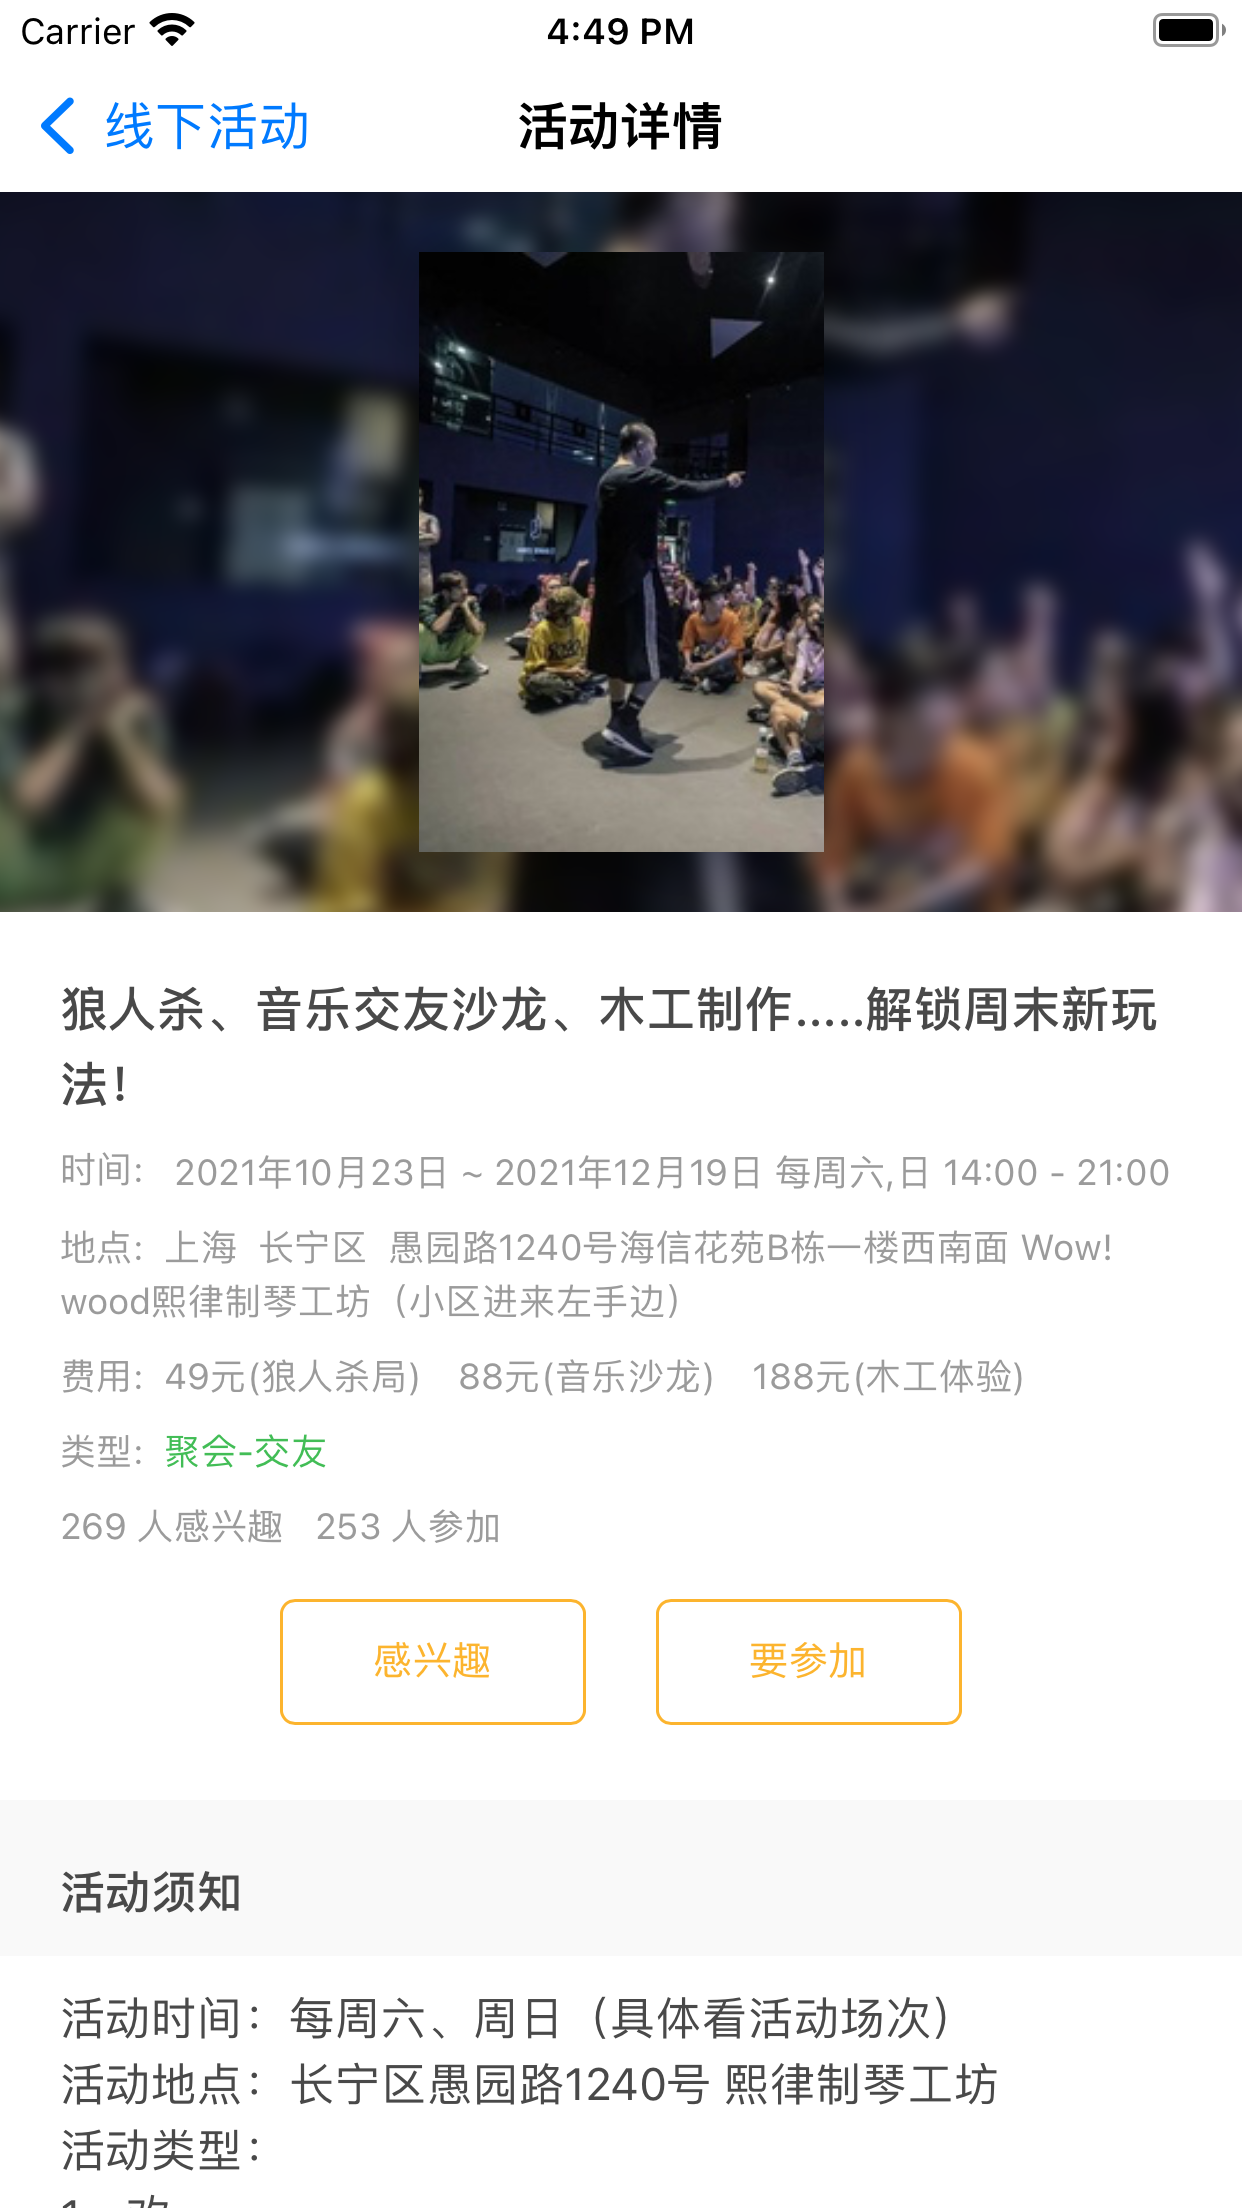 Carrier 4:49 PM
线下活动 活动详情
狼人杀、音乐交友沙龙、木工制作.....解锁周末新玩
法！
时间： 2021年10月23日 ~ 2021年12月19日 每周六,日 14:00 - 21:00
地点：上海 长宁区 愚园路1240号海信花苑B栋一楼西南面 Wow!
wood熙律制琴工坊（小区进来左手边）
费用：49元(狼人杀局) 88元(音乐沙龙) 188元(木工体验)
类型：聚会-交友
269 人感兴趣 253 人参加
感兴趣 要参加
活动须知
活动时间：每周六、周日（具体看活动场次）
活动地点：长宁区愚园路1240号 熙律制琴工坊
活动类型：